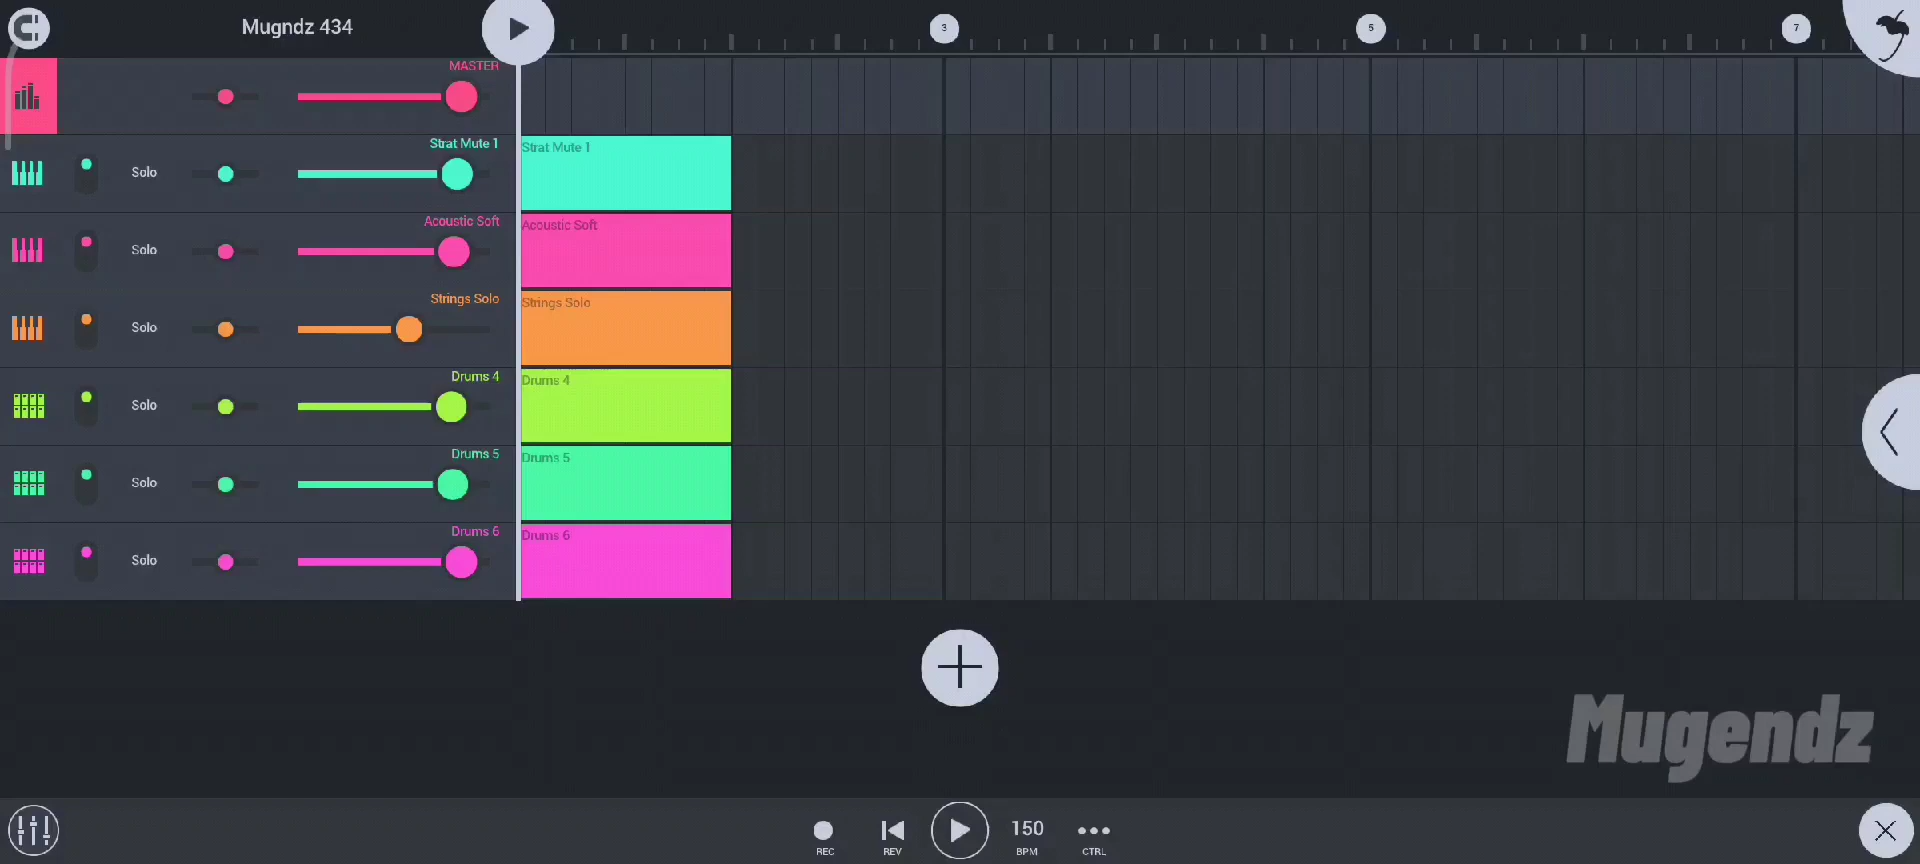 Mugndz 434
3
5
7
MASTER
Strat Mute 1
Solo
Strat Mute 1
Acoustic Soft
Solo
Acoustic Soft
Strings Solo
Solo
Strings Solo
Drums 4
Solo
Drums 4
Drums 5
Solo
Drums 5
Drums 6
Solo
Drums 6
Mugendz
150
REC
REV
BPM
CTRL